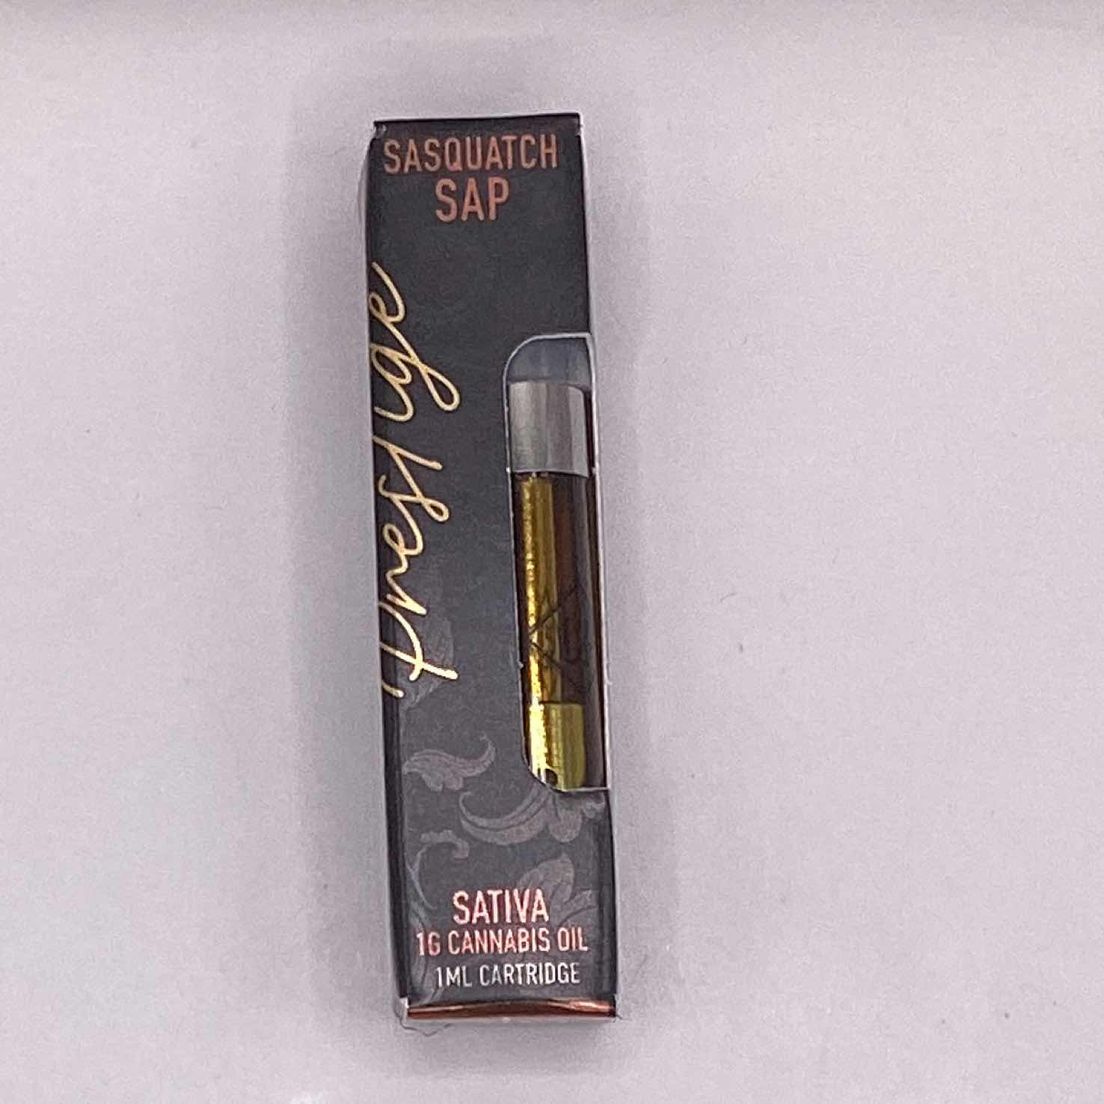 SASQUATCH
SAP
Prestige
SATIVA
1G CANNABIS OIL
1ML CARTRIDGE